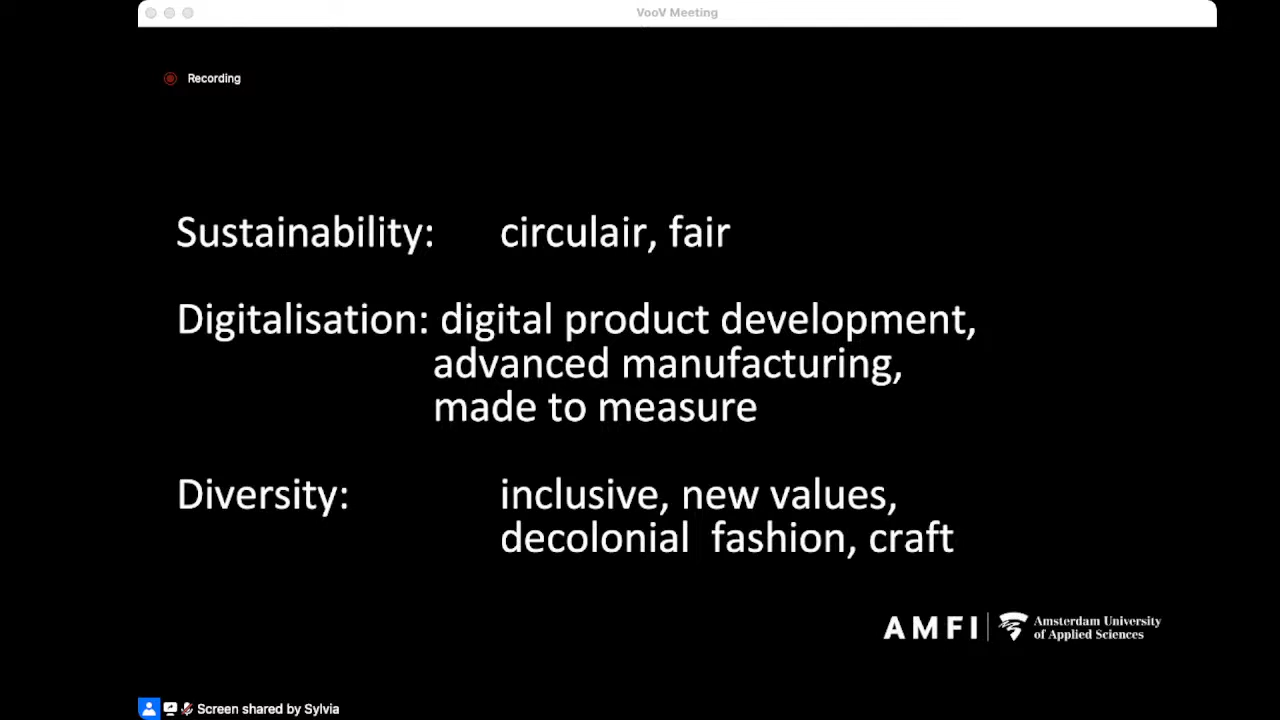 VooV Meeting
Recording
Sustainability: circulair, fair
Digitalisation: digital product development,
advanced manufacturing,
made to measure
Diversity: inclusive, new values,
decolonial fashion, craft
AMFI Amsterdam University
of Applied Sciences
Screen shared by Sylvia